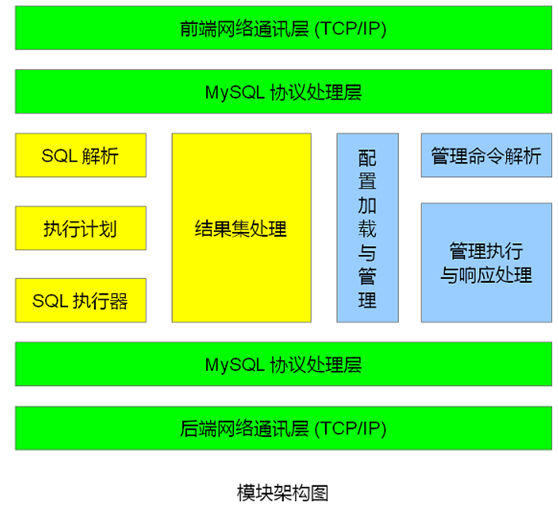 前端网络通讯层 (TCP/IP)
MySQL 协议处理层
SQL 解析
执行计划
SQL 执行器
结果集处理
配
置
加
载
与
管
理
管理命令解析
管理执行
与响应处理
MySQL 协议处理层
后端网络通讯层 (TCP/IP)
模块架构图